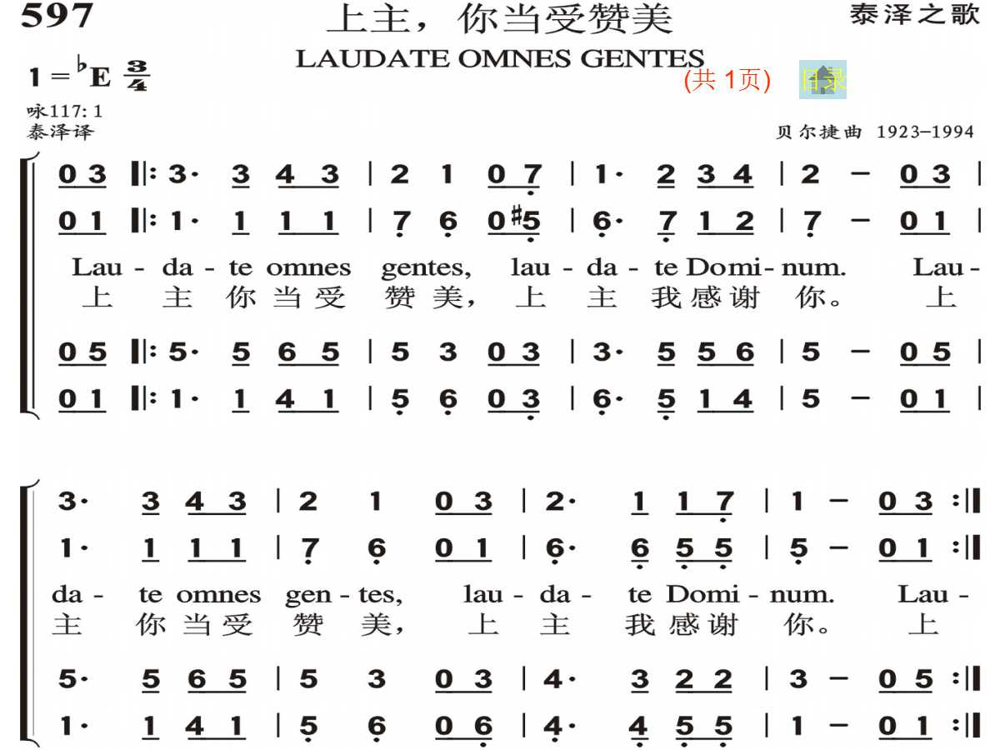 597 上主，你当受赞美 泰泽之歌
LAUDATE OMNES GENTES
1 = ♭E 3/4 (共 1页) 目录
咏117: 1
泰泽译 贝尔捷曲 1923–1994
0 3 ‖: 3· 3 4 3 | 2 1 0 7̣ | 1· 2 3 4 | 2 – 0 3 |
0 1 ‖: 1· 1 1 1 | 7̣ 6̣ 0 ♯5̣ | 6̣· 7̣ 1 2 | 7̣· – 0 1 |
Lau - da - te omnes gentes, lau - da - te Domi- num. Lau -
上 主 你 当 受 赞 美， 上 主 我 感 谢 你。 上
0 5 ‖: 5· 5 6 5 | 5 3 0 3 | 3· 5 5 6 | 5 – 0 5 |
0 1 ‖: 1· 1 4 1 | 5̣ 6̣ 0 3̣ | 6̣· 5̣ 1 4 | 5 – 0 1 |
3· 3 4 3 | 2 1 0 3 | 2· 1 1 7̣ | 1 – 0 3 :‖
1· 1 1 1 | 7̣ 6̣ 0 1 | 6̣· 6̣ 5̣ 5̣ | 5̣ – 0 1 :‖
da - te omnes gen - tes, lau - da - te Domi - num. Lau -
主 你 当 受 赞 美， 上 主 我 感 谢 你。 上
5· 5 6 5 | 5 3 0 3 | 4· 3 2 2 | 3 – 0 5 :‖
1· 1 4 1 | 5̣ 6̣ 0 6̣ | 4̣· 4̣ 5̣ 5̣ | 1 – 0 1 :‖